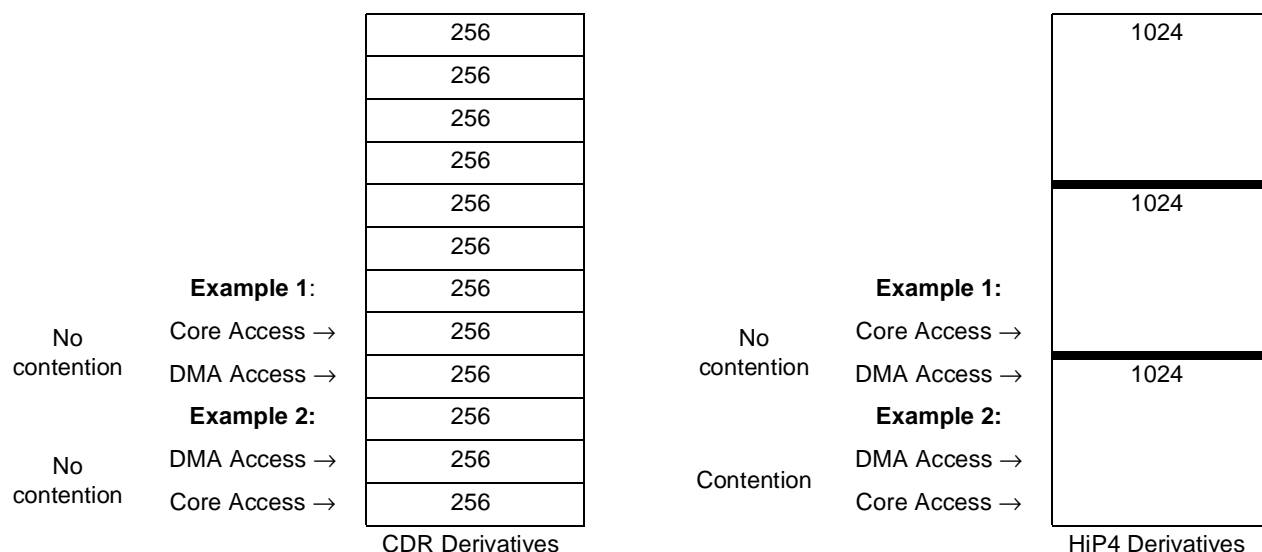 256
256
256
256
256
256
Example 1:
256
Core Access →
256
No
contention
DMA Access →
256
Example 2:
256
DMA Access →
256
No
contention
Core Access →
256
CDR Derivatives
1024
1024
Example 1:
Core Access →
No
contention
DMA Access →
1024
Example 2:
DMA Access →
Contention
Core Access →
HiP4 Derivatives